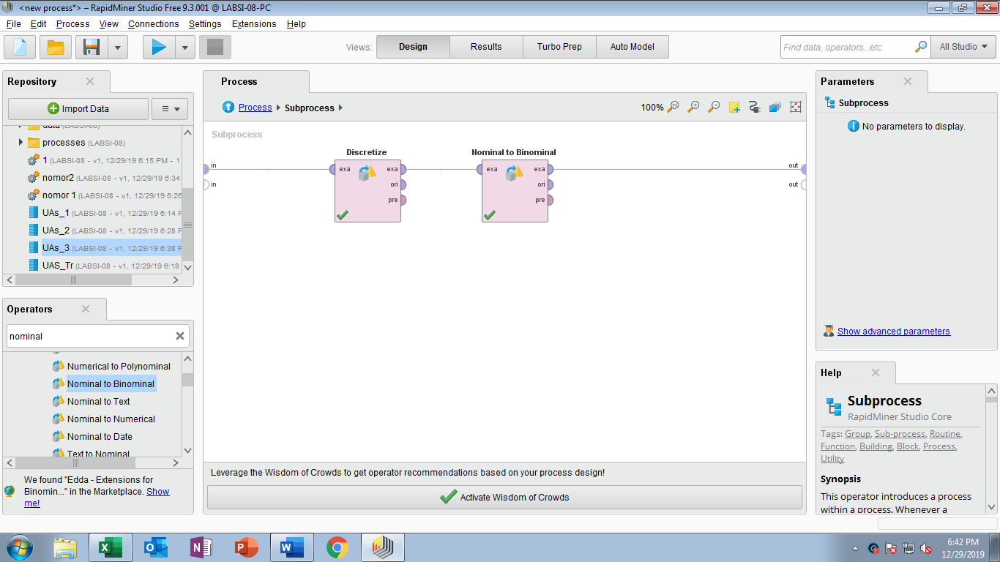 <new process*> – RapidMiner Studio Free 9.3.001 @ LABSI-08-PC
File Edit Process View Connections Settings Extensions Help
Views: Design Results Turbo Prep Auto Model
Find data, operators...etc
All Studio
Repository
Import Data
data (LABSI-08)
processes (LABSI-08)
1 (LABSI-08 - v1, 12/29/19 6:15 PM - 1
nomor2 (LABSI-08 - v1, 12/29/19 6:34
nomor 1 (LABSI-08 - v1, 12/29/19 6:26
UAs_1 (LABSI-08 - v1, 12/29/19 6:14 P
UAs_2 (LABSI-08 - v1, 12/29/19 6:28 P
UAs_3 (LABSI-08 - v1, 12/29/19 6:38 P
UAS_Tr (LABSI-08 - v1, 12/29/19 6:18
Operators
nominal
Numerical to Polynominal
Nominal to Binominal
Nominal to Text
Nominal to Numerical
Nominal to Date
Text to Nominal
We found "Edda - Extensions for
Binomin..." in the Marketplace. Show
me!
Process
Process Subprocess
100%
Subprocess
in
in
Discretize
exa exa
ori
pre
Nominal to Binominal
exa exa
ori
pre
out
out
Leverage the Wisdom of Crowds to get operator recommendations based on your process design!
Activate Wisdom of Crowds
Parameters
Subprocess
No parameters to display.
Show advanced parameters
Help
Subprocess
RapidMiner Studio Core
Tags: Group, Sub-process, Routine,
Function, Building, Block, Process,
Utility
Synopsis
This operator introduces a process
within a process. Whenever a
6:42 PM
12/29/2019